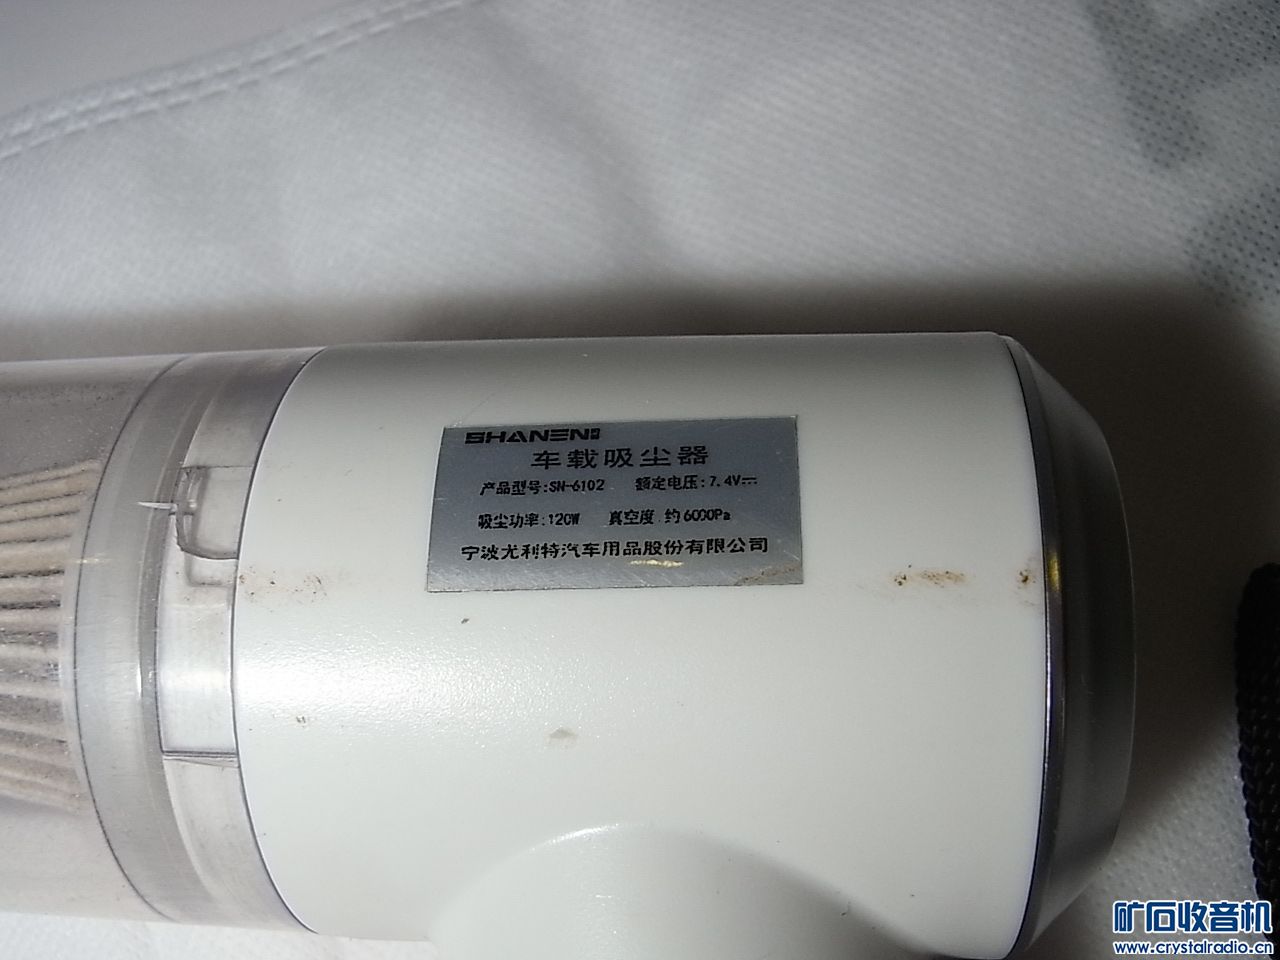 SHANENI
车载吸尘器
产品型号:SN-6102 额定电压:7.4V⎓
吸尘功率:120W 真空度:约6000Pa
宁波尤利特汽车用品股份有限公司
矿石收音机
www.crystalradio.cn